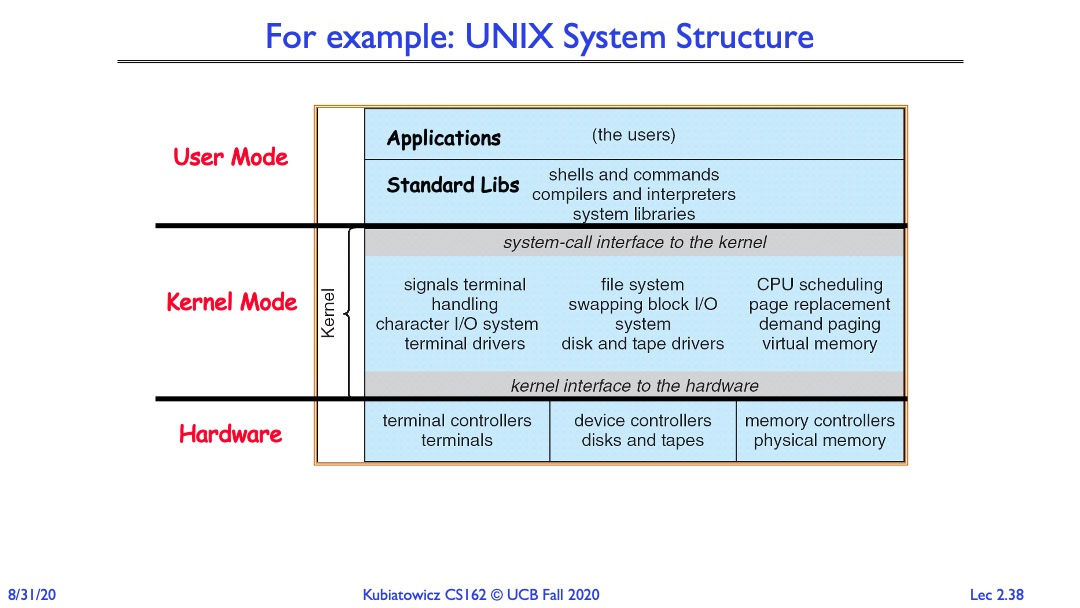 For example: UNIX System Structure
User Mode
Applications
(the users)
Standard Libs
shells and commands
compilers and interpreters
system libraries
Kernel Mode
Kernel
system-call interface to the kernel
signals terminal
handling
character I/O system
terminal drivers
file system
swapping block I/O
system
disk and tape drivers
CPU scheduling
page replacement
demand paging
virtual memory
kernel interface to the hardware
Hardware
terminal controllers
terminals
device controllers
disks and tapes
memory controllers
physical memory
8/31/20
Kubiatowicz CS162 © UCB Fall 2020
Lec 2.38